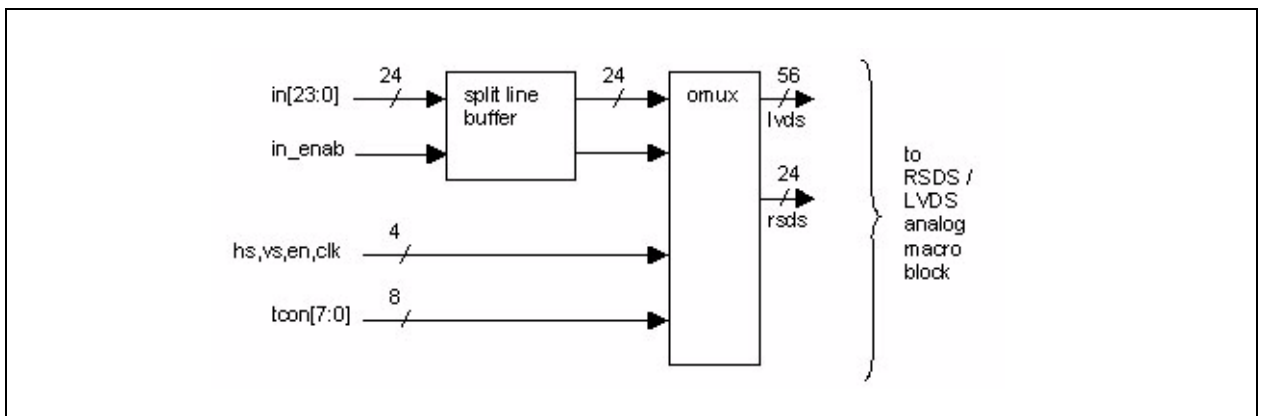 in[23:0]
24
split line
buffer
24
omux
56
lvds
in_enab
24
rsds
hs,vs,en,clk
4
tcon[7:0]
8
to
RSDS /
LVDS
analog
macro
block